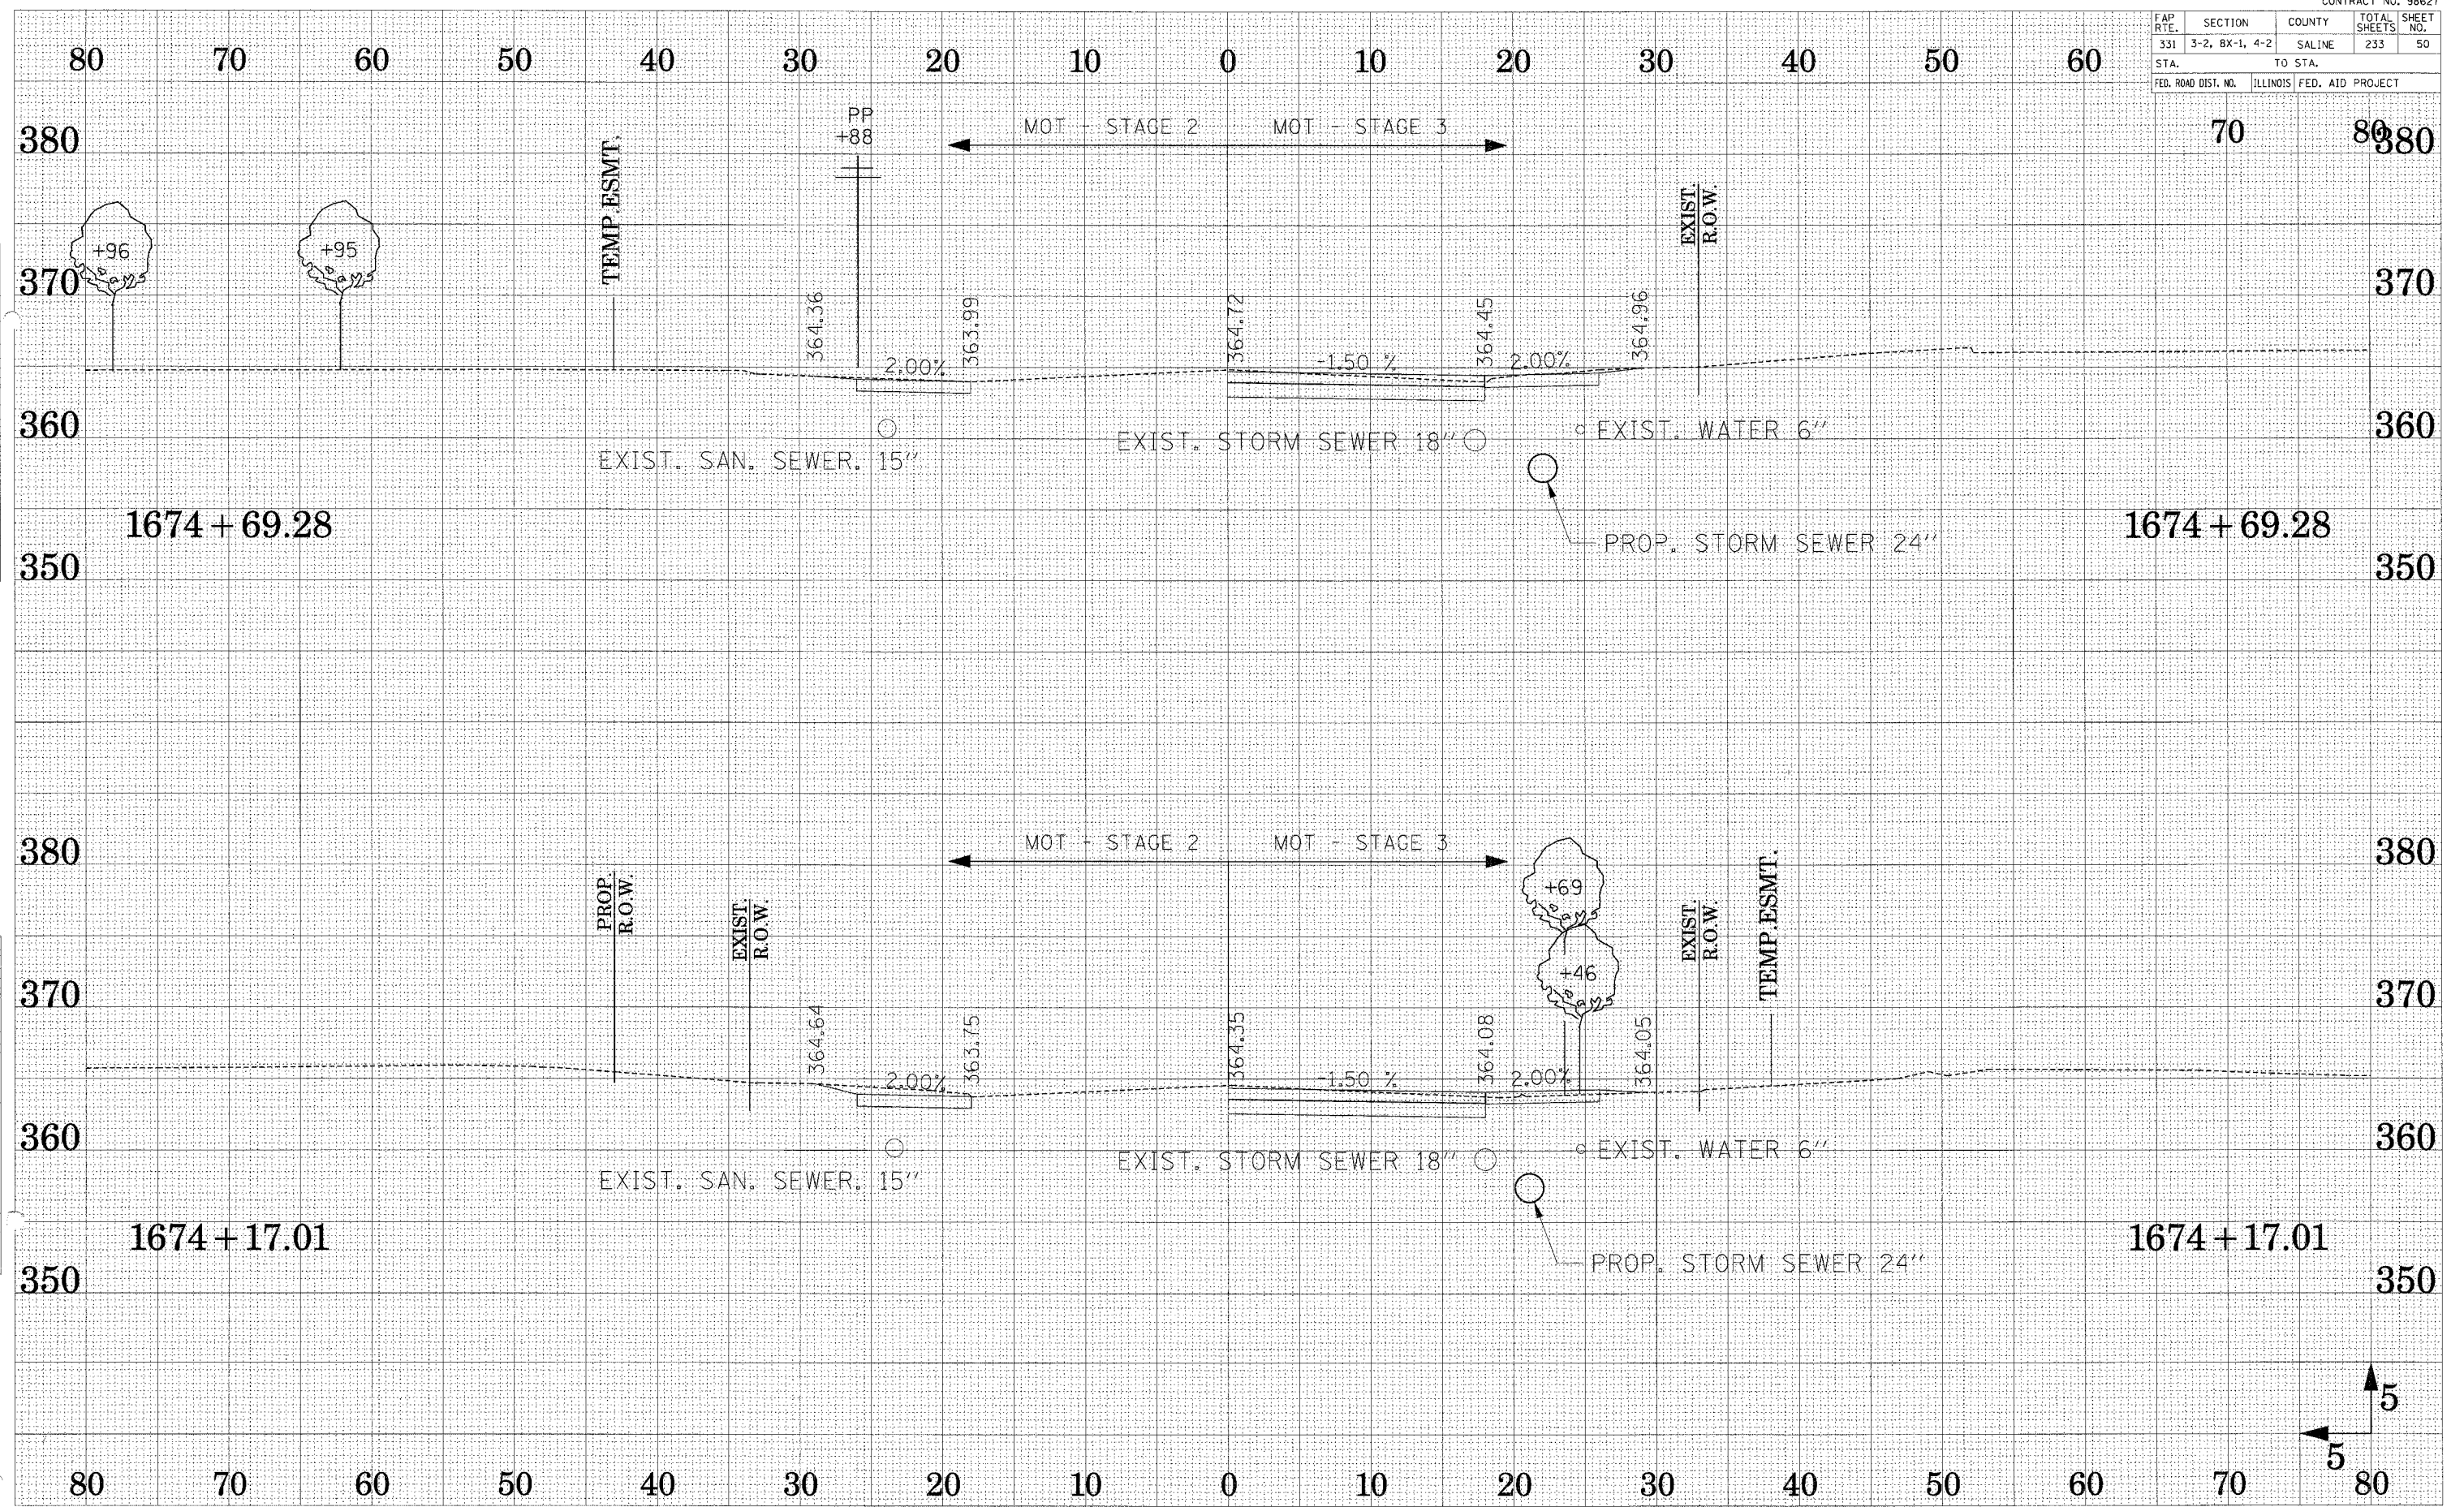 CONTRACT NO. 98627
FAP RTE. SECTION COUNTY TOTAL SHEETS SHEET NO.
331 3-2, 8X-1, 4-2 SALINE 233 50
STA. TO STA.
FED. ROAD DIST. NO. ILLINOIS FED. AID PROJECT
80 70 60 50 40 30 20 10 0 10 20 30 40 50 60
70 80
380 380
PP
+88
MOT - STAGE 2 MOT - STAGE 3
TEMP.ESMT.
EXIST.
R.O.W.
+96 +95
370 370
364.36 363.99 364.72 364.45 364.96
2.00% -1.50 % 2.00%
360 360
EXIST. SAN. SEWER. 15"
EXIST. STORM SEWER 18"
EXIST. WATER 6"
PROP. STORM SEWER 24"
1674+69.28 1674+69.28
350 350
380 380
MOT - STAGE 2 MOT - STAGE 3
PROP.
R.O.W.
EXIST.
R.O.W.
+69
+46
EXIST.
R.O.W.
TEMP.ESMT.
370 370
364.64 363.75 364.35 364.08 364.05
2.00% -1.50 % 2.00%
360 360
EXIST. SAN. SEWER. 15"
EXIST. STORM SEWER 18"
EXIST. WATER 6"
PROP. STORM SEWER 24"
1674+17.01 1674+17.01
350 350
5
5
80 70 60 50 40 30 20 10 0 10 20 30 40 50 60 70 80